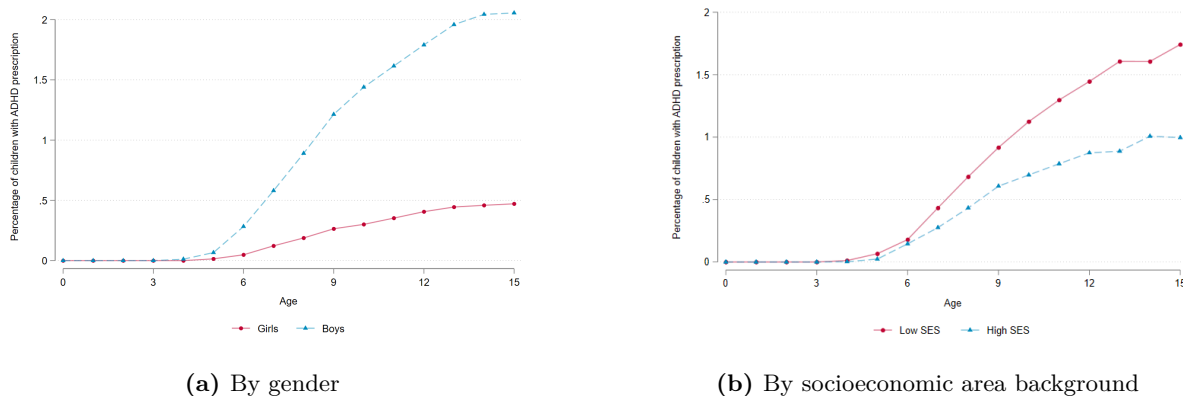 Percentage of children with ADHD prescription
2
1.5
1
.5
0
0 3 6 9 12 15
Age
Girls Boys
(a) By gender
Percentage of children with ADHD prescription
2
1.5
1
.5
0
0 3 6 9 12 15
Age
Low SES High SES
(b) By socioeconomic area background